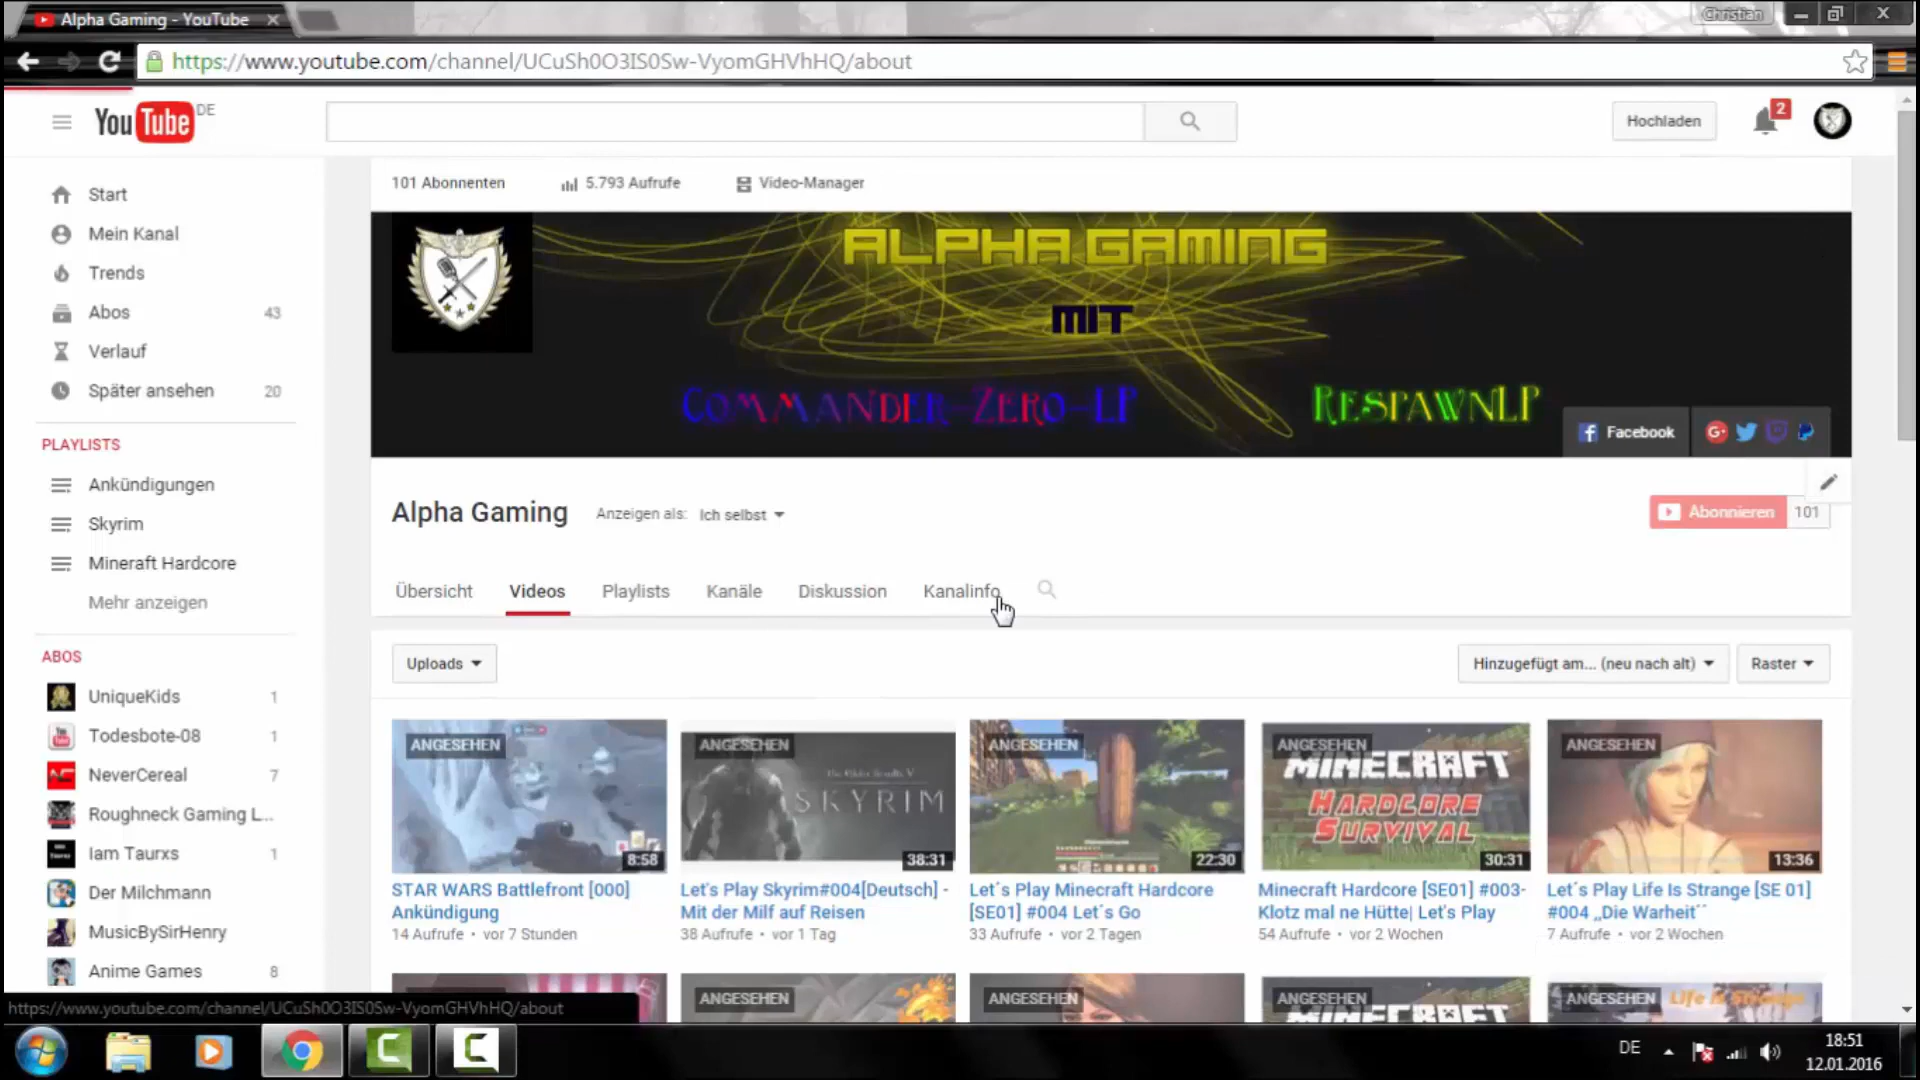 Alpha Gaming - YouTube
Christian
https://www.youtube.com/channel/UCuSh0O3IS0Sw-VyomGHVhHQ/about
YouTube DE
Hochladen
2
101 Abonnenten 5.793 Aufrufe Video-Manager
Start
Mein Kanal
Trends
Abos 43
Verlauf
Später ansehen 20
PLAYLISTS
Ankündigungen
Skyrim
Mineraft Hardcore
Mehr anzeigen
ABOS
UniqueKids 1
Todesbote-08 1
NeverCereal 7
Roughneck Gaming L...
Iam Taurxs 1
Der Milchmann
MusicBySirHenry
Anime Games 8
ALPHA GAMING
MIT
COMMANDER-ZERO-LP RESPAWNLP
Facebook
Alpha Gaming Anzeigen als: Ich selbst
Abonnieren 101
Übersicht Videos Playlists Kanäle Diskussion Kanalinfo
Uploads Hinzugefügt am... (neu nach alt) Raster
ANGESEHEN
8:58
STAR WARS Battlefront [000]
Ankündigung
14 Aufrufe • vor 7 Stunden
ANGESEHEN
The Elder Scrolls V
SKYRIM
38:31
Let's Play Skyrim#004[Deutsch] -
Mit der Milf auf Reisen
38 Aufrufe • vor 1 Tag
ANGESEHEN
22:30
Let´s Play Minecraft Hardcore
[SE01] #004 Let´s Go
33 Aufrufe • vor 2 Tagen
ANGESEHEN
MINECRAFT
HARDCORE
SURVIVAL
30:31
Minecraft Hardcore [SE01] #003-
Klotz mal ne Hütte| Let's Play
54 Aufrufe • vor 2 Wochen
ANGESEHEN
13:36
Let´s Play Life Is Strange [SE 01]
#004 „Die Warheit´´
7 Aufrufe • vor 2 Wochen
ANGESEHEN
ANGESEHEN
ANGESEHEN
MINECRAFT
ANGESEHEN
Life is Strange
https://www.youtube.com/channel/UCuSh0O3IS0Sw-VyomGHVhHQ/about
DE
18:51
12.01.2016